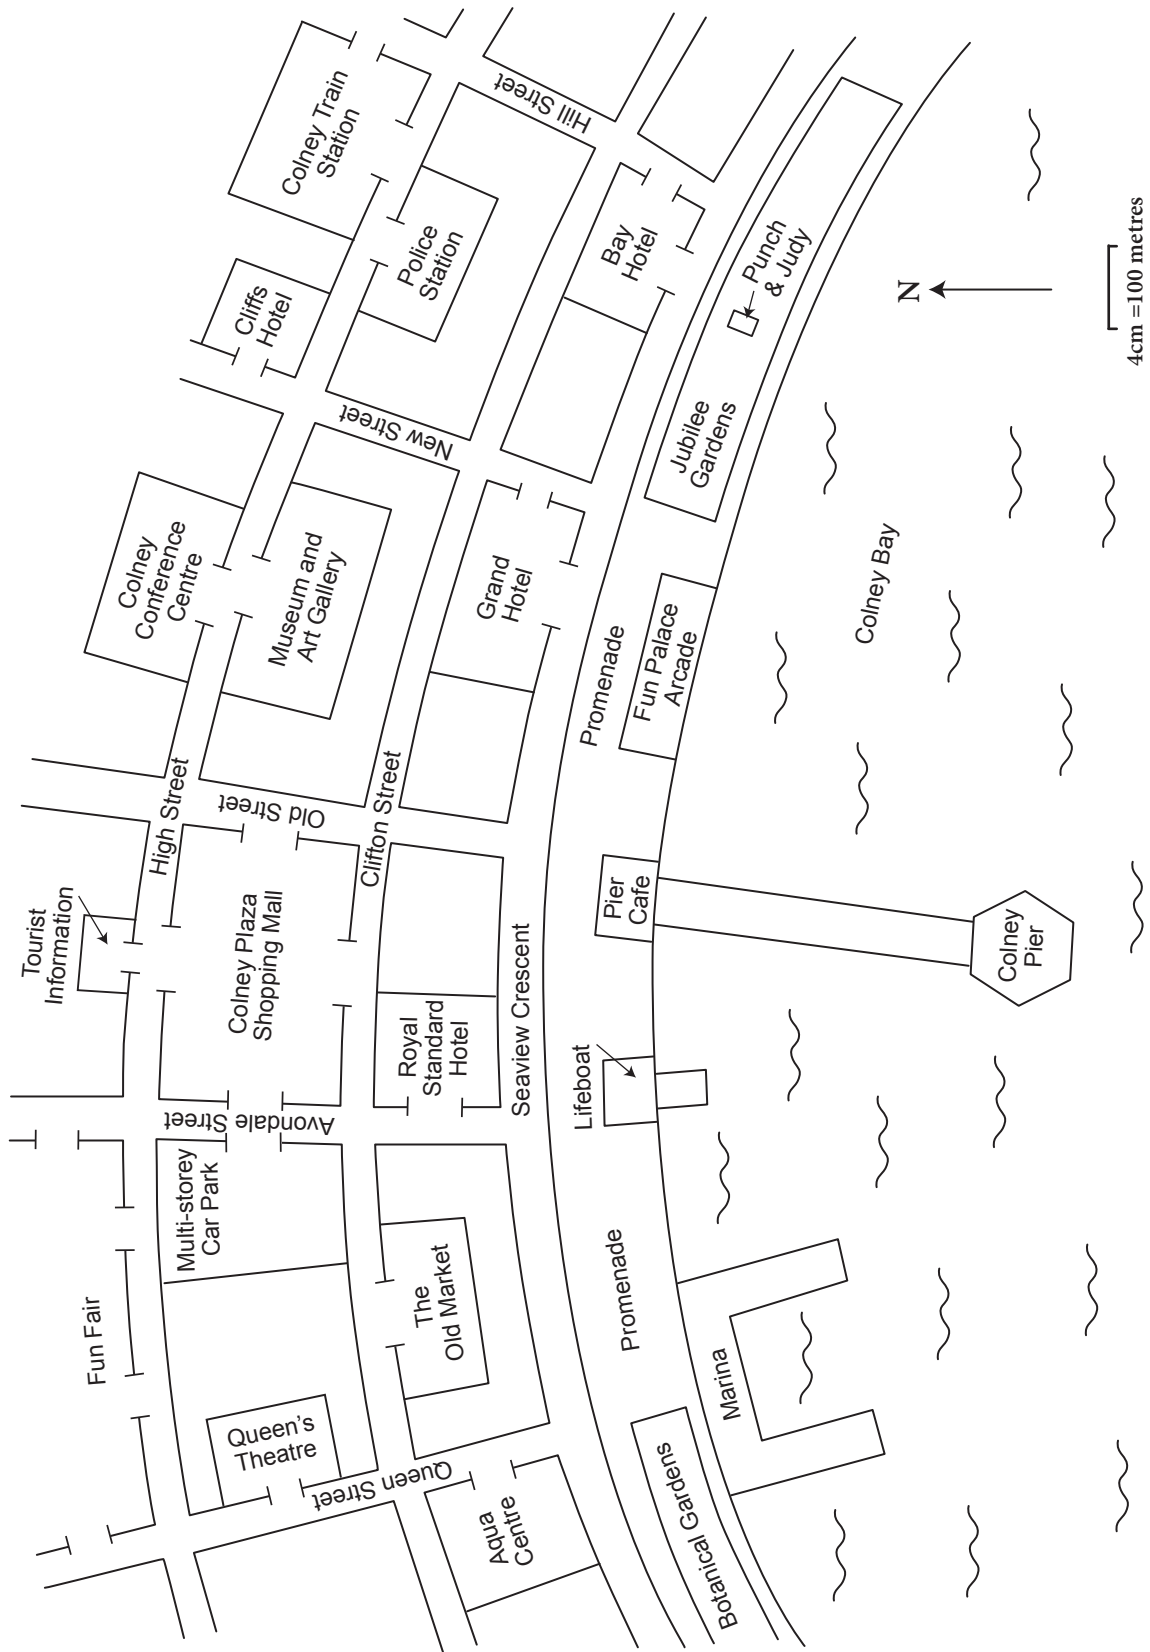 Colney Train
Station
Hill Street
Cliffs
Hotel
Police
Station
Bay
Hotel
Punch
& Judy
N
4cm =100 metres
New Street
Jubilee
Gardens
Colney
Conference
Centre
Museum and
Art Gallery
Grand
Hotel
Promenade
Fun Palace
Arcade
Colney Bay
High Street
Old Street
Clifton Street
Tourist
Information
Colney Plaza
Shopping Mall
Pier
Cafe
Colney
Pier
Royal
Standard
Hotel
Seaview Crescent
Lifeboat
Avondale Street
Multi-storey
Car Park
Fun Fair
The
Old Market
Promenade
Marina
Queen's
Theatre
Queen Street
Aqua
Centre
Botanical Gardens